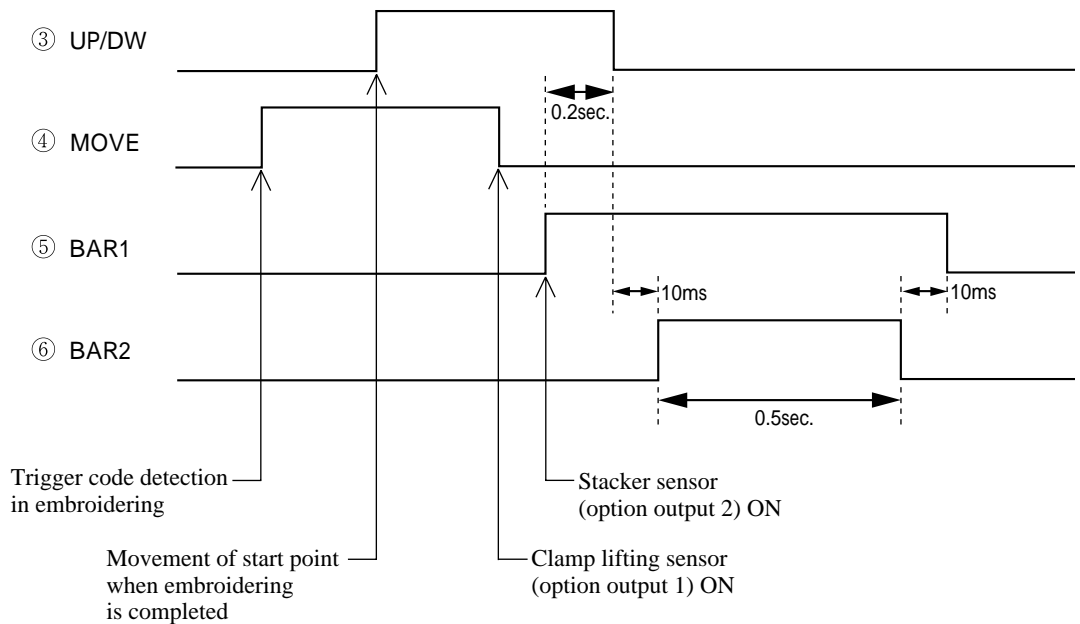 ③ UP/DW
0.2sec.
④ MOVE
⑤ BAR1
10ms
10ms
⑥ BAR2
0.5sec.
Trigger code detection
in embroidering
Stacker sensor
(option output 2) ON
Movement of start point
when embroidering
is completed
Clamp lifting sensor
(option output 1) ON